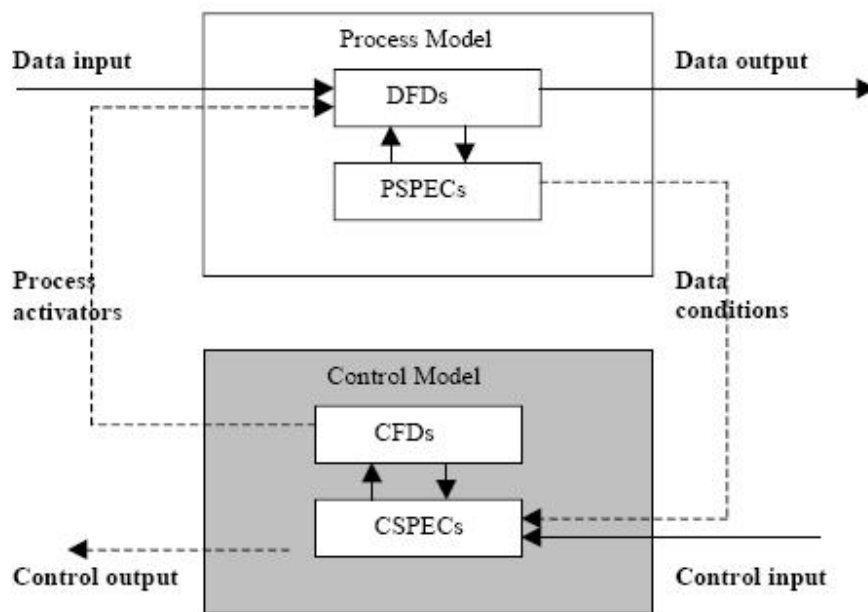 Process Model
Data input
Data output
DFDs
PSPECs
Process
activators
Data
conditions
Control Model
CFDs
CSPECs
Control output
Control input